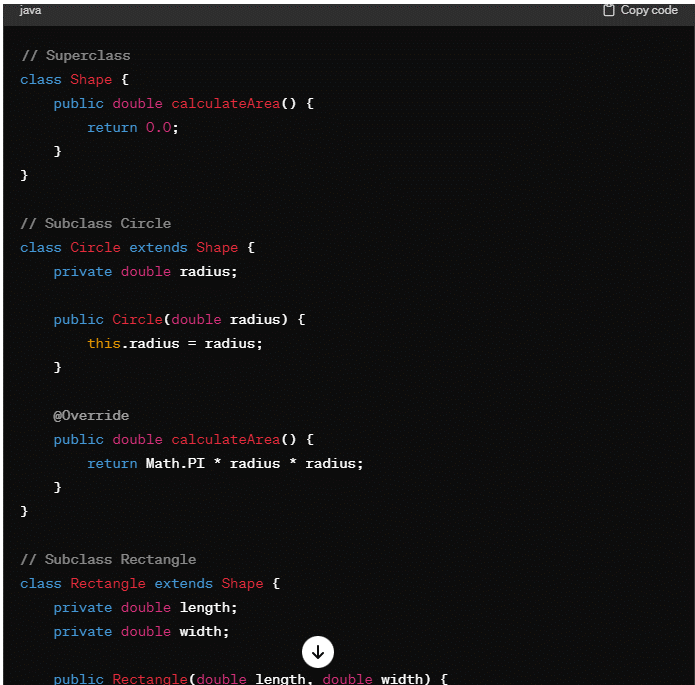 java Copy code
// Superclass
class Shape {
    public double calculateArea() {
        return 0.0;
    }
}
// Subclass Circle
class Circle extends Shape {
    private double radius;
    public Circle(double radius) {
        this.radius = radius;
    }
    @Override
    public double calculateArea() {
        return Math.PI * radius * radius;
    }
}
// Subclass Rectangle
class Rectangle extends Shape {
    private double length;
    private double width;
    public Rectangle(double length, double width) {